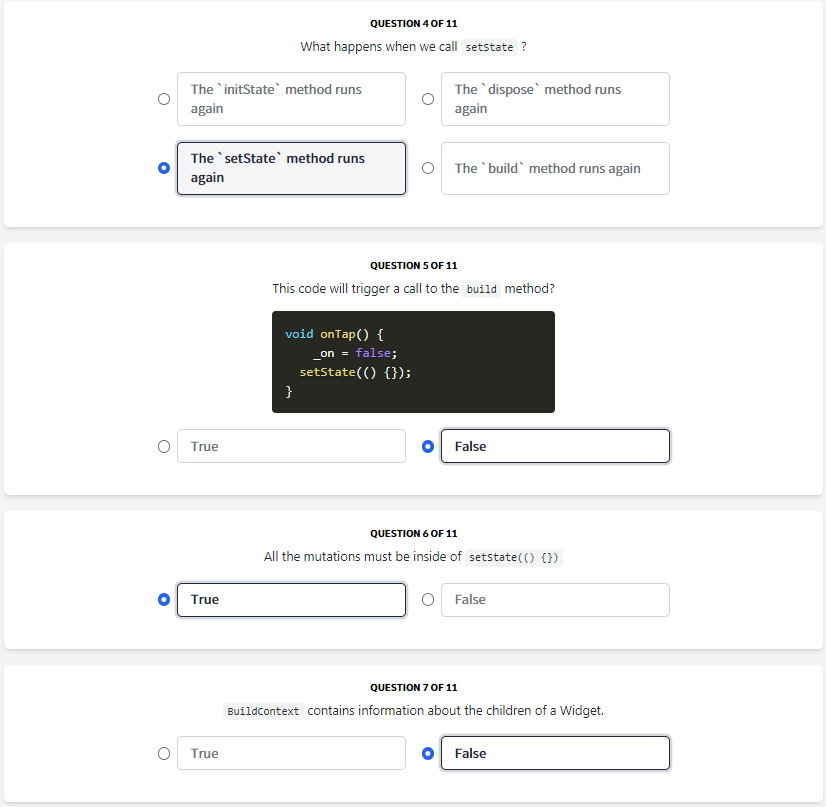 QUESTION 4 OF 11
What happens when we call setState ?
The `initState` method runs
again
The `dispose` method runs
again
The `setState` method runs
again
The `build` method runs again
QUESTION 5 OF 11
This code will trigger a call to the build method?
void onTap() {
    _on = false;
  setState(() {});
}
True
False
QUESTION 6 OF 11
All the mutations must be inside of setState(() {})
True
False
QUESTION 7 OF 11
BuildContext contains information about the children of a Widget.
True
False